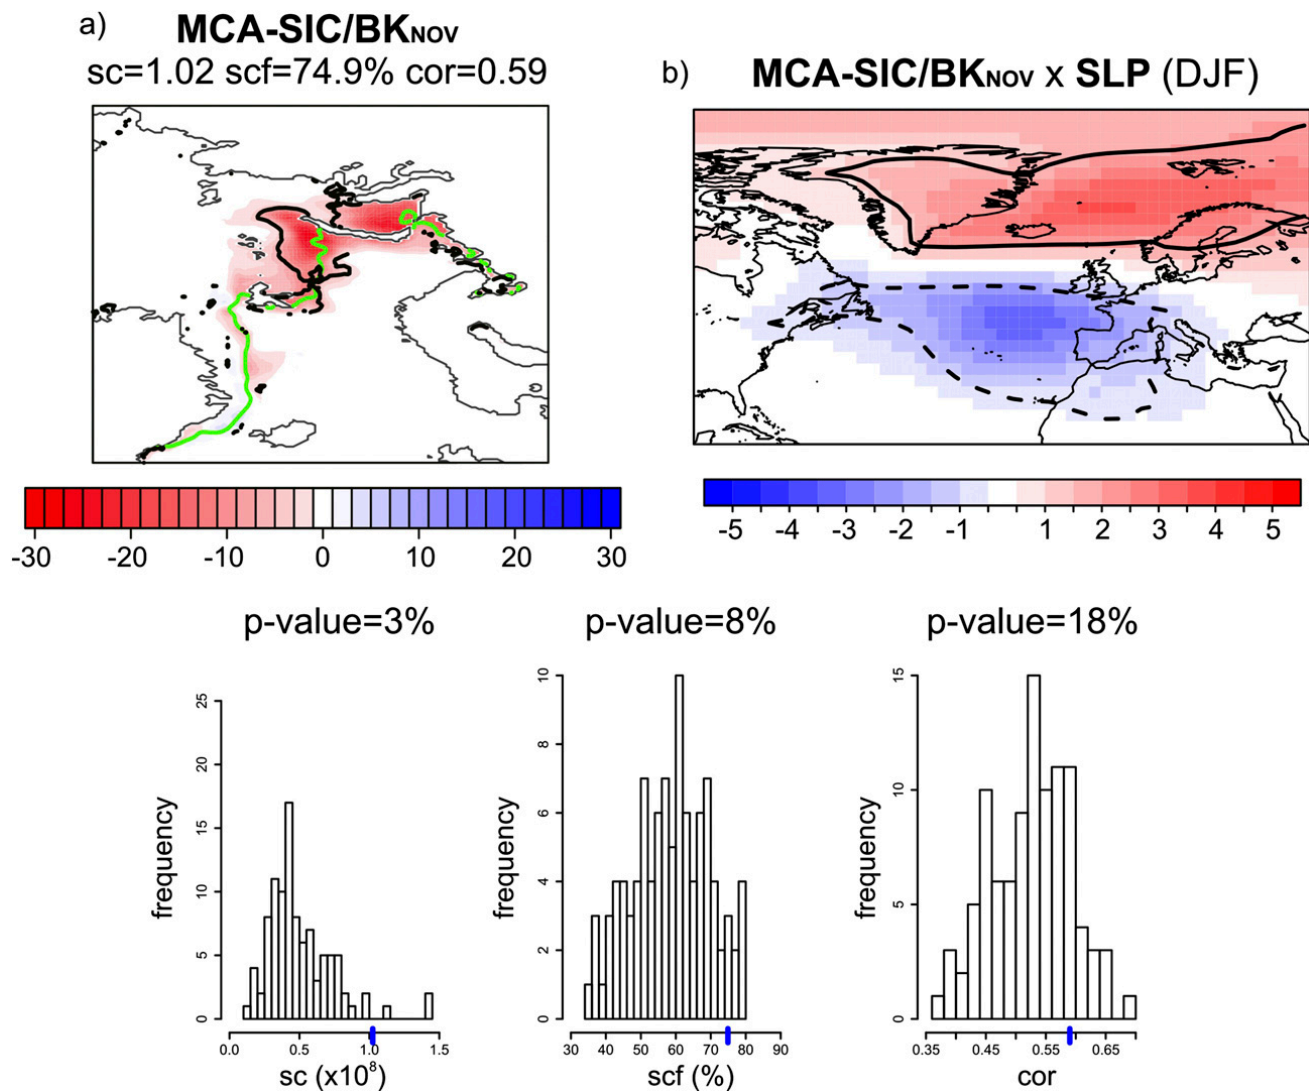 a) MCA-SIC/BKNOV
sc=1.02 scf=74.9% cor=0.59
b) MCA-SIC/BKNOV x SLP (DJF)
-30 -20 -10 0 10 20 30
-5 -4 -3 -2 -1 1 2 3 4 5
p-value=3% p-value=8% p-value=18%
frequency
0 5 10 15 20 25
0.0 0.5 1.0 1.5
sc (x10⁸)
frequency
0 2 4 6 8 10
30 40 50 60 70 80 90
scf (%)
frequency
0 5 10 15
0.35 0.45 0.55 0.65
cor